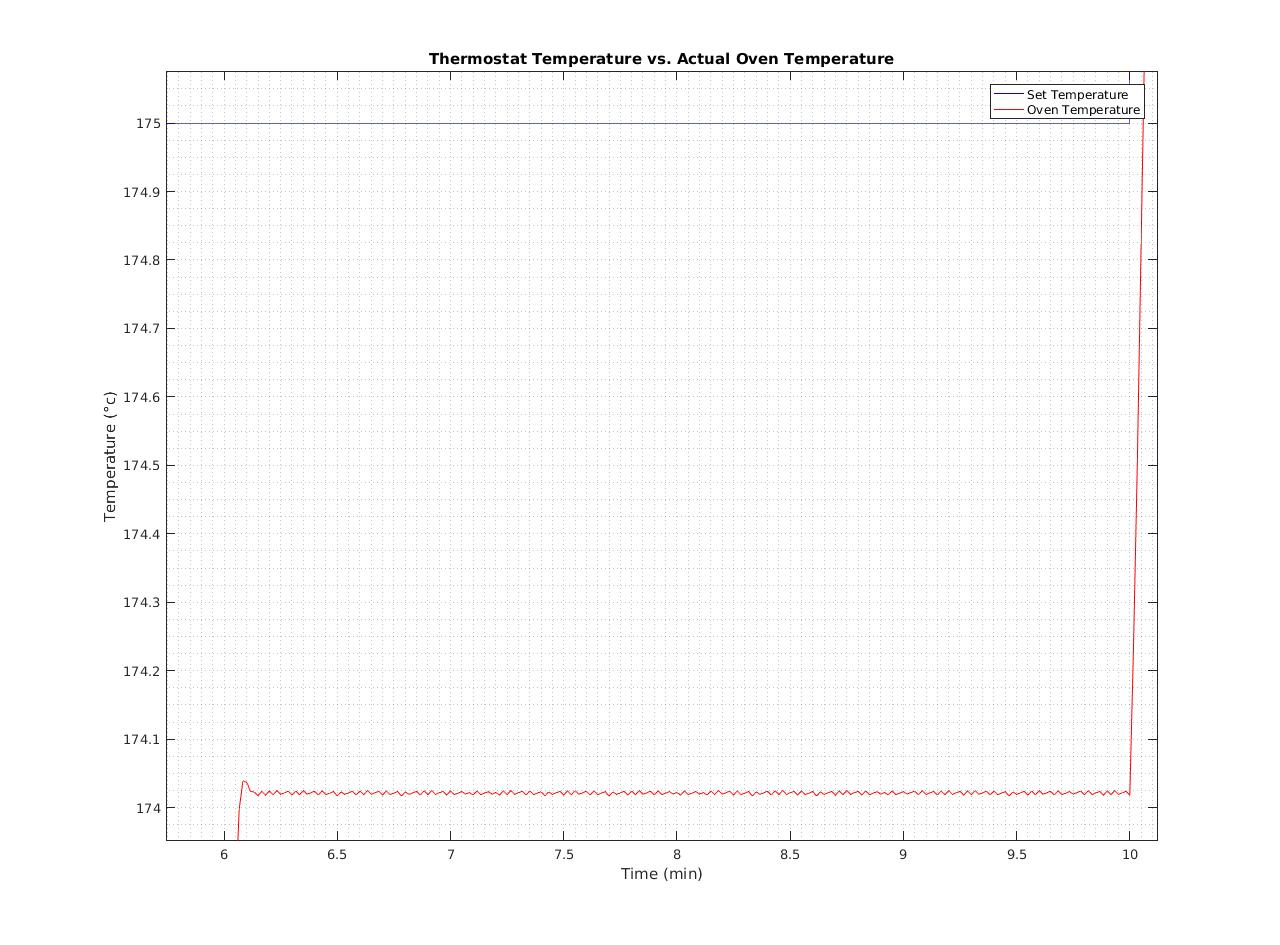 Thermostat Temperature vs. Actual Oven Temperature
Set Temperature
Oven Temperature
175
174.9
174.8
174.7
174.6
174.5
174.4
174.3
174.2
174.1
174
Temperature (°c)
6 6.5 7 7.5 8 8.5 9 9.5 10
Time (min)